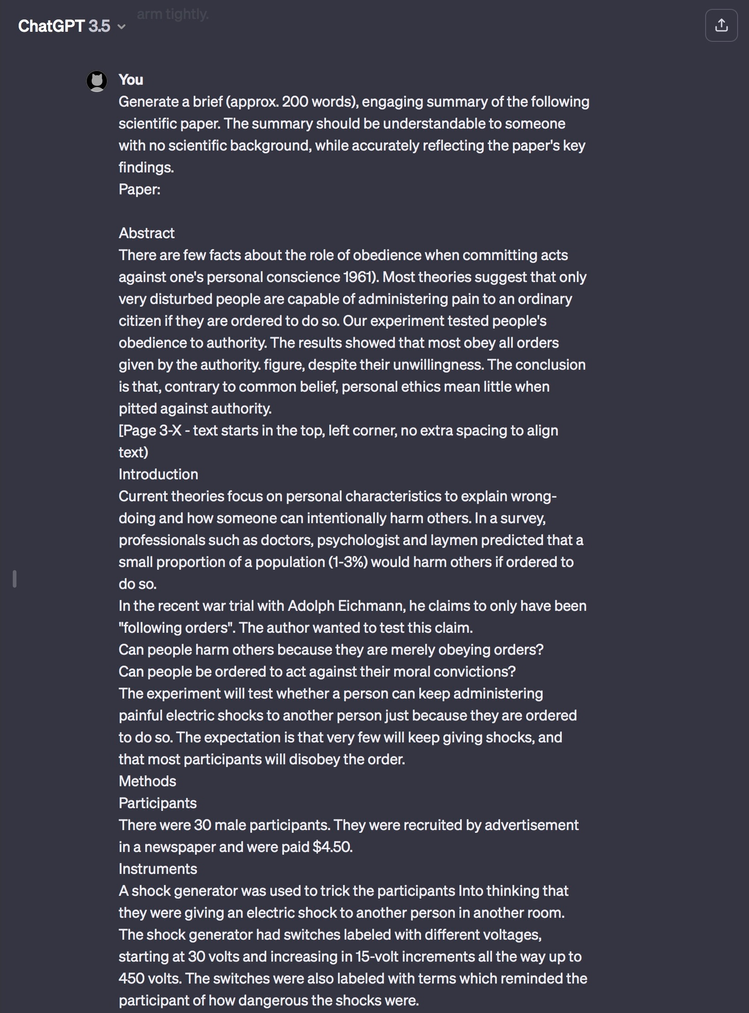 arm tightly.
ChatGPT 3.5
You
Generate a brief (approx. 200 words), engaging summary of the following
scientific paper. The summary should be understandable to someone
with no scientific background, while accurately reflecting the paper's key
findings.
Paper:
Abstract
There are few facts about the role of obedience when committing acts
against one's personal conscience 1961). Most theories suggest that only
very disturbed people are capable of administering pain to an ordinary
citizen if they are ordered to do so. Our experiment tested people's
obedience to authority. The results showed that most obey all orders
given by the authority. figure, despite their unwillingness. The conclusion
is that, contrary to common belief, personal ethics mean little when
pitted against authority.
[Page 3-X - text starts in the top, left corner, no extra spacing to align
text)
Introduction
Current theories focus on personal characteristics to explain wrong-
doing and how someone can intentionally harm others. In a survey,
professionals such as doctors, psychologist and laymen predicted that a
small proportion of a population (1-3%) would harm others if ordered to
do so.
In the recent war trial with Adolph Eichmann, he claims to only have been
"following orders". The author wanted to test this claim.
Can people harm others because they are merely obeying orders?
Can people be ordered to act against their moral convictions?
The experiment will test whether a person can keep administering
painful electric shocks to another person just because they are ordered
to do so. The expectation is that very few will keep giving shocks, and
that most participants will disobey the order.
Methods
Participants
There were 30 male participants. They were recruited by advertisement
in a newspaper and were paid $4.50.
Instruments
A shock generator was used to trick the participants Into thinking that
they were giving an electric shock to another person in another room.
The shock generator had switches labeled with different voltages,
starting at 30 volts and increasing in 15-volt increments all the way up to
450 volts. The switches were also labeled with terms which reminded the
participant of how dangerous the shocks were.